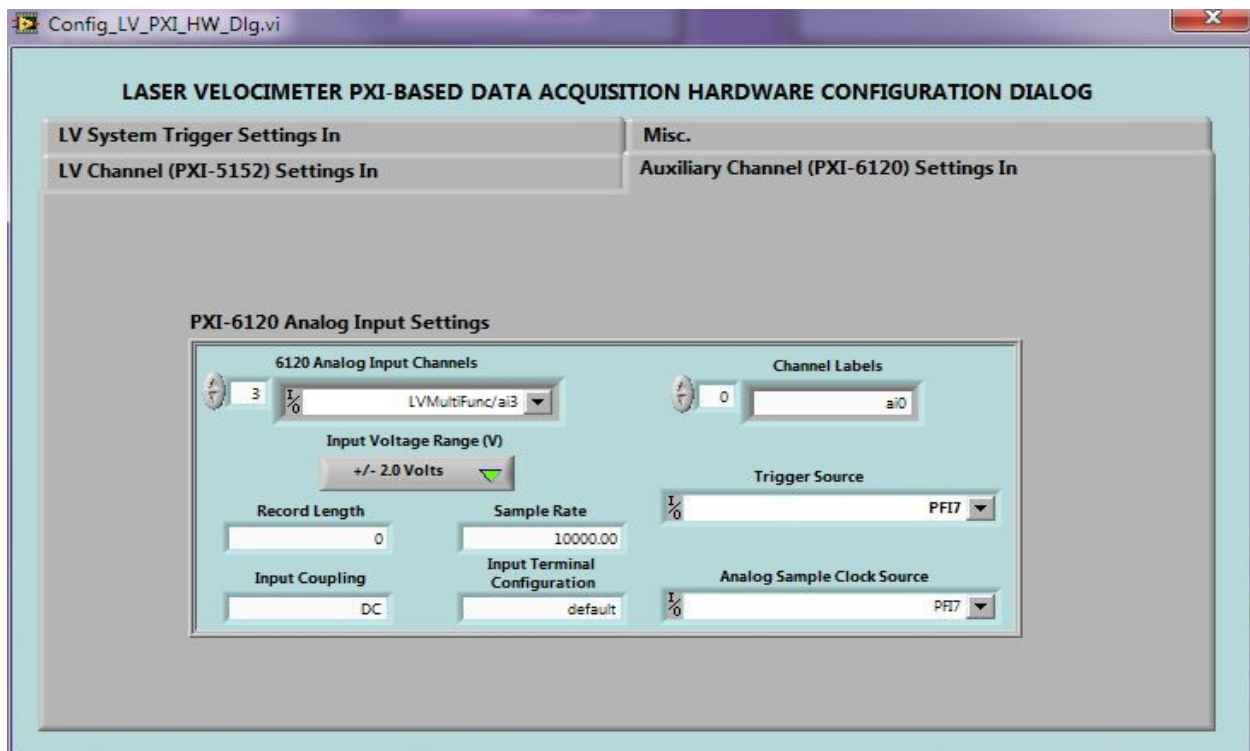 Config_LV_PXI_HW_Dlg.vi
X
LASER VELOCIMETER PXI-BASED DATA ACQUISITION HARDWARE CONFIGURATION DIALOG
LV System Trigger Settings In
Misc.
LV Channel (PXI-5152) Settings In
Auxiliary Channel (PXI-6120) Settings In
PXI-6120 Analog Input Settings
6120 Analog Input Channels
3
I/O
LVMultiFunc/ai3
Channel Labels
0
ai0
Input Voltage Range (V)
+/- 2.0 Volts
Trigger Source
I/O
PFI7
Record Length
0
Sample Rate
10000.00
Input Coupling
DC
Input Terminal
Configuration
default
Analog Sample Clock Source
I/O
PFI7